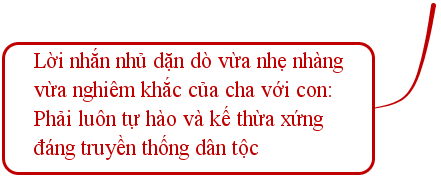 Lời nhắn nhủ dặn dò vừa nhẹ nhàng
vừa nghiêm khắc của cha với con:
Phải luôn tự hào và kế thừa xứng
đáng truyền thống dân tộc